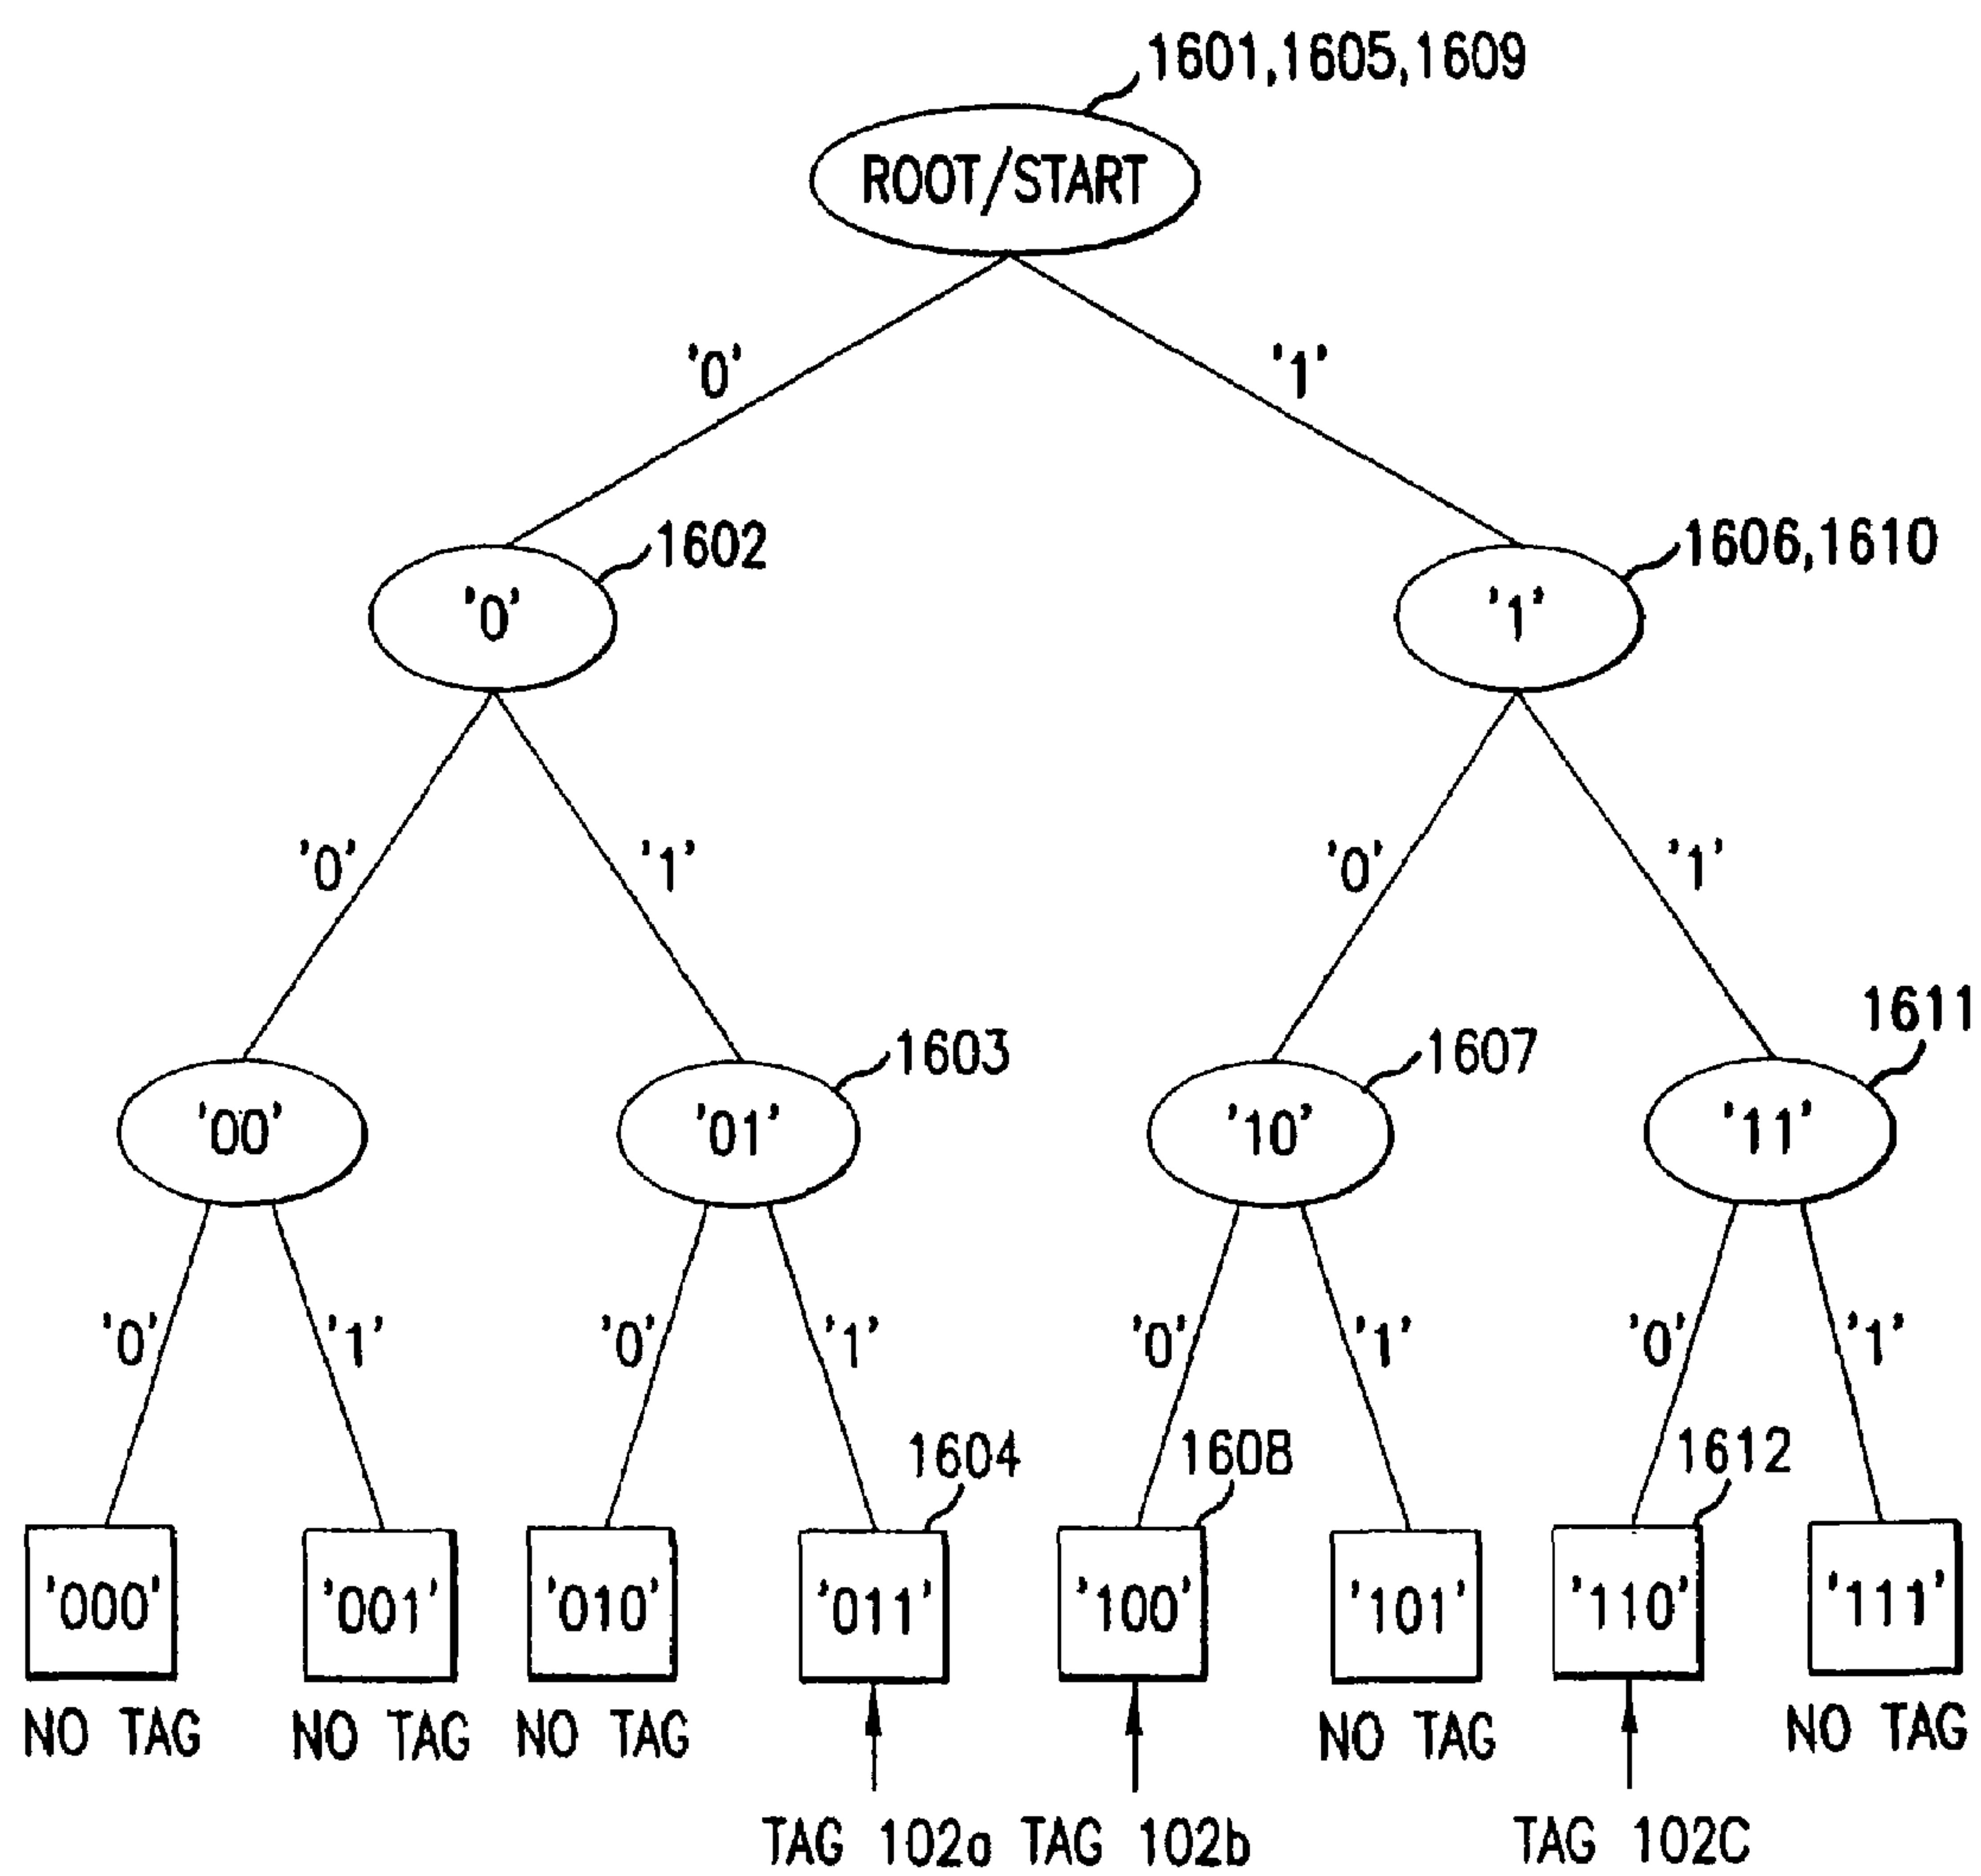 1601,1605,1609
ROOT/START
'0' '1'
1602 1606,1610
'0' '1'
'0' '1' '0' '1'
1603 1607 1611
'00' '01' '10' '11'
'0' '1' '0' '1' '0' '1' '0' '1'
1604 1608 1612
'000' '001' '010' '011' '100' '101' '110' '111'
NO TAG NO TAG NO TAG NO TAG NO TAG
TAG 102a TAG 102b TAG 102C